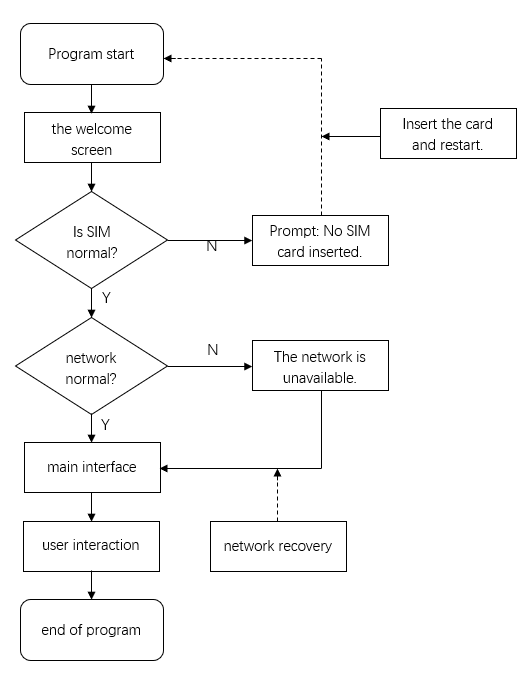 Program start
the welcome
screen
Insert the card
and restart.
Is SIM
normal?
N
Prompt: No SIM
card inserted.
Y
network
normal?
N
The network is
unavailable.
Y
main interface
user interaction
network recovery
end of program